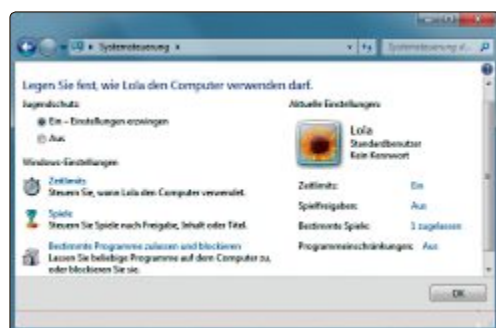 Systemsteuerung
Systemsteuerung d...
Legen Sie fest, wie Lola den Computer verwenden darf.
Jugendschutz:
Ein – Einstellungen erzwingen
Aus
Windows-Einstellungen
Zeitlimits
Steuern Sie, wann Lola den Computer verwendet.
Spiele
Steuern Sie Spiele nach Freigabe, Inhalt oder Titel.
Bestimmte Programme zulassen und blockieren
Lassen Sie beliebige Programme auf dem Computer zu,
oder blockieren Sie sie.
Aktuelle Einstellungen:
Lola
Standardbenutzer
Kein Kennwort
Zeitlimits: Ein
Spielfreigaben: Aus
Bestimmte Spiele: 3 zugelassen
Programmeinschränkungen: Aus
OK